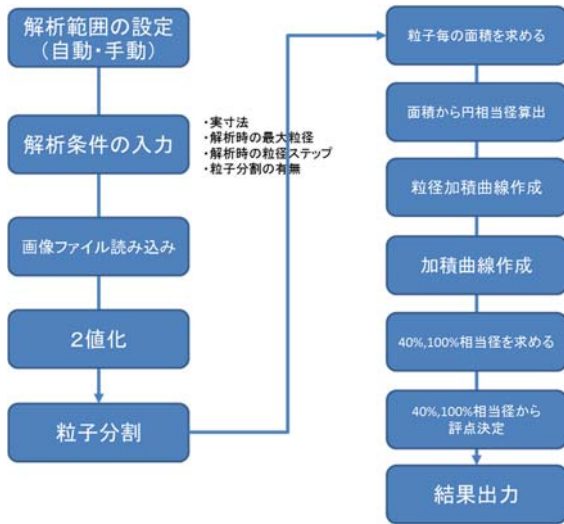 解析範囲の設定
(自動・手動)
解析条件の入力
・実寸法
・解析時の最大粒径
・解析時の粒径ステップ
・粒子分割の有無
画像ファイル読み込み
2値化
粒子分割
粒子毎の面積を求める
面積から円相当径算出
粒径加積曲線作成
加積曲線作成
40%,100%相当径を求める
40%,100%相当径から
評点決定
結果出力